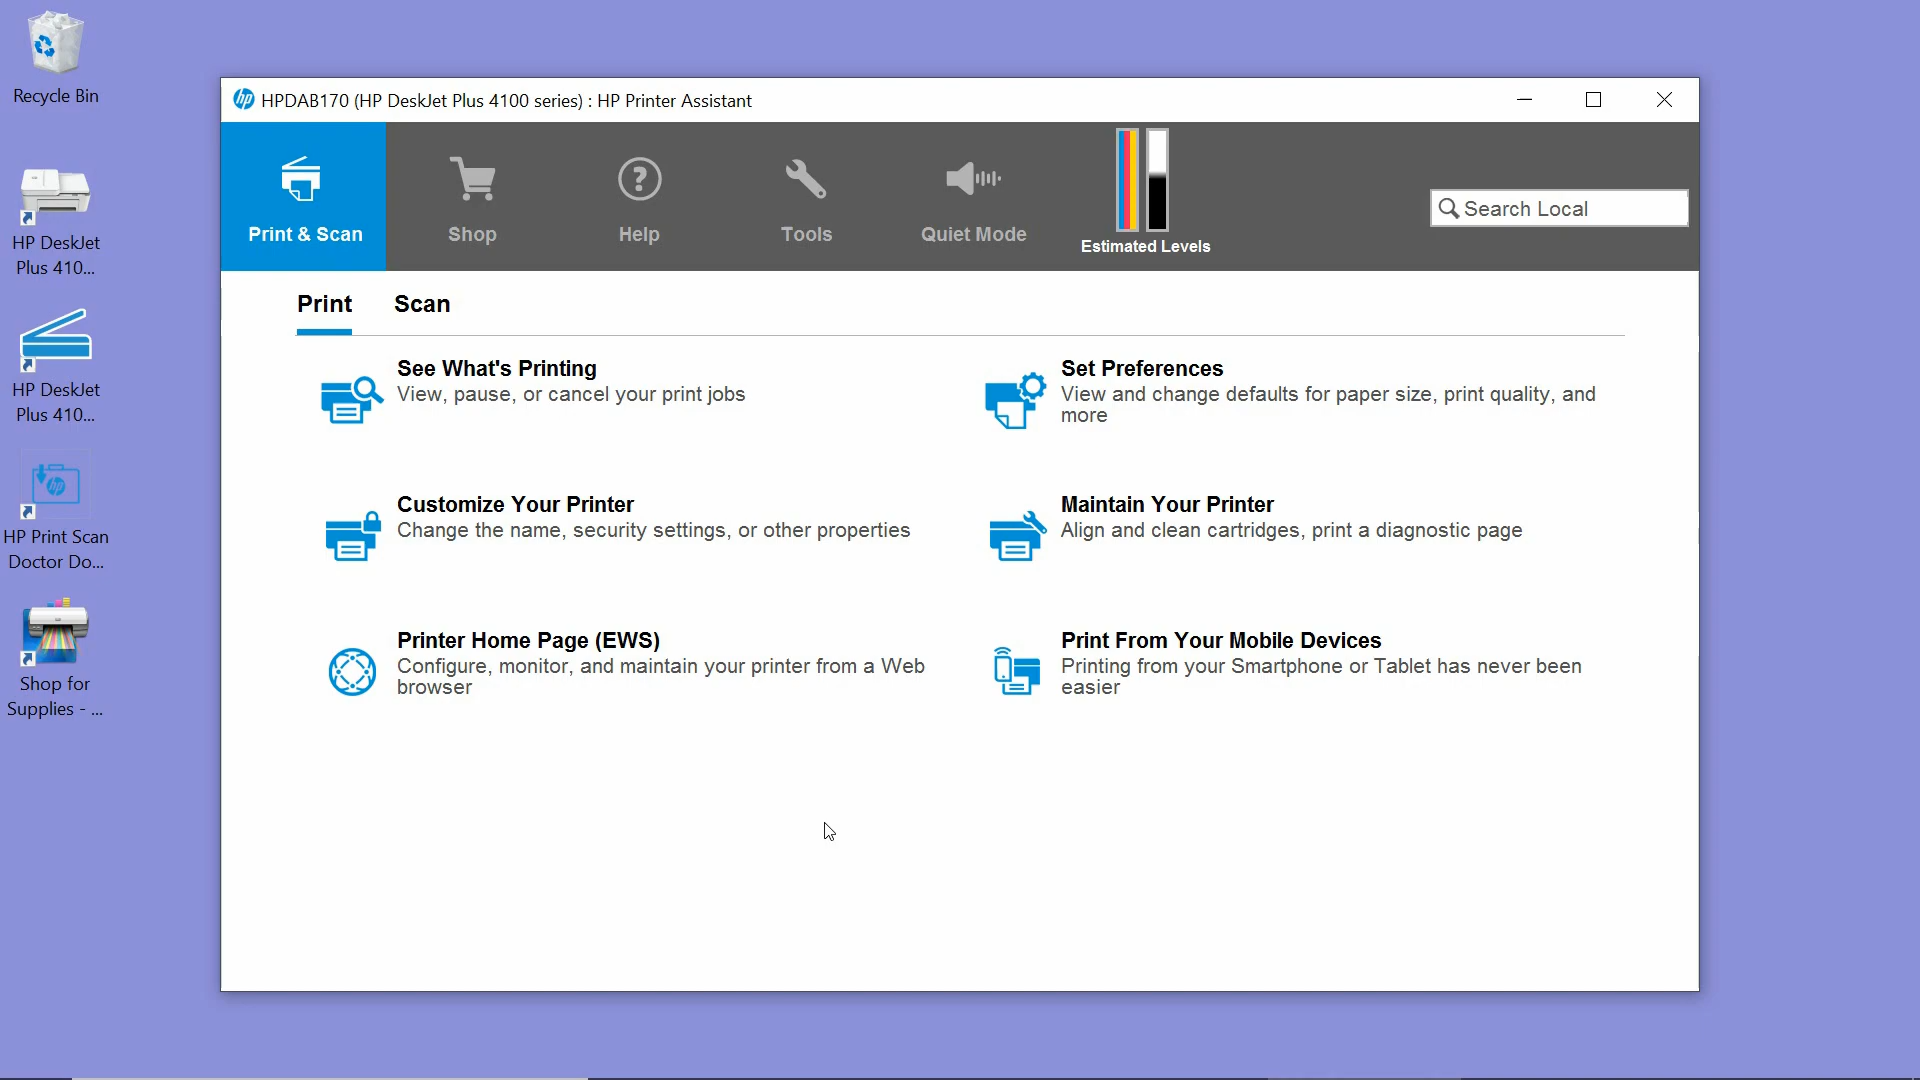 Recycle Bin
HP DeskJet
Plus 410...
HP DeskJet
Plus 410...
hp
HP Print Scan
Doctor Do...
Shop for
Supplies - ...
hp HPDAB170 (HP DeskJet Plus 4100 series) : HP Printer Assistant
Print & Scan
Shop
?
Help
Tools
Quiet Mode
Estimated Levels
Search Local
Print
Scan
See What's Printing
View, pause, or cancel your print jobs
Set Preferences
View and change defaults for paper size, print quality, and
more
Customize Your Printer
Change the name, security settings, or other properties
Maintain Your Printer
Align and clean cartridges, print a diagnostic page
Printer Home Page (EWS)
Configure, monitor, and maintain your printer from a Web
browser
Print From Your Mobile Devices
Printing from your Smartphone or Tablet has never been
easier